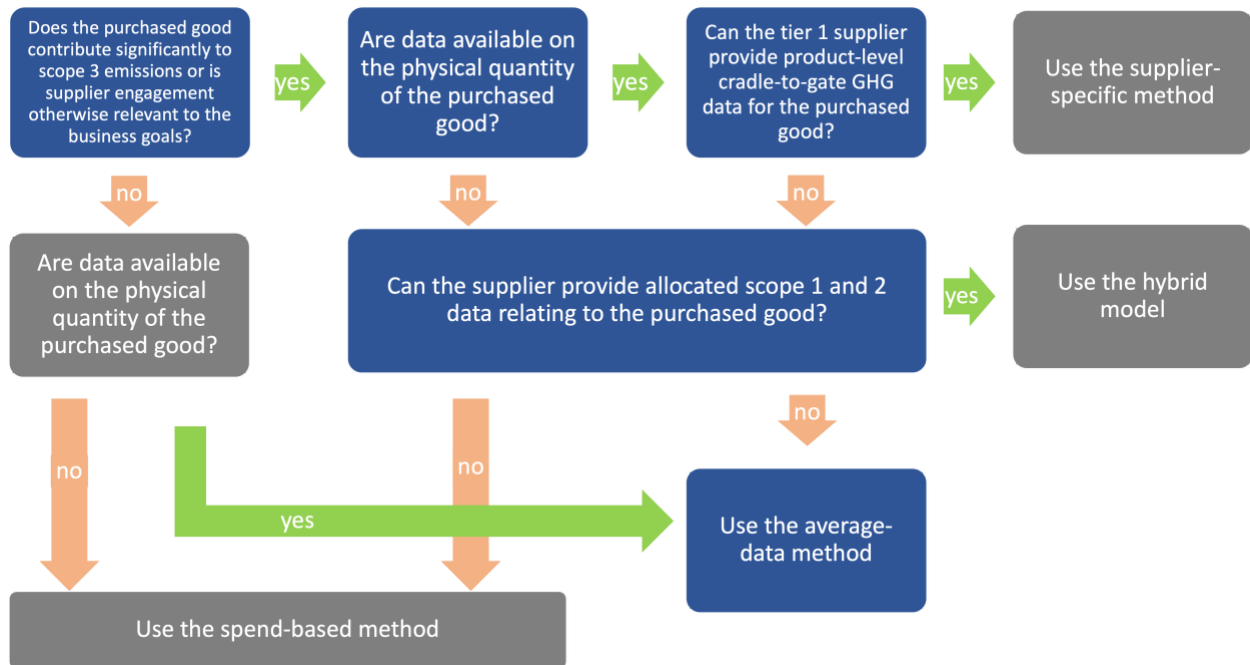 Does the purchased good
contribute significantly to
scope 3 emissions or is
supplier engagement
otherwise relevant to the
business goals?
yes
Are data available on
the physical quantity
of the purchased
good?
yes
Can the tier 1 supplier
provide product-level
cradle-to-gate GHG
data for the purchased
good?
yes
Use the supplier-
specific method
no
no
no
Are data available
on the physical
quantity of the
purchased good?
Can the supplier provide allocated scope 1 and 2
data relating to the purchased good?
yes
Use the hybrid
model
no
no
no
yes
Use the average-
data method
Use the spend-based method